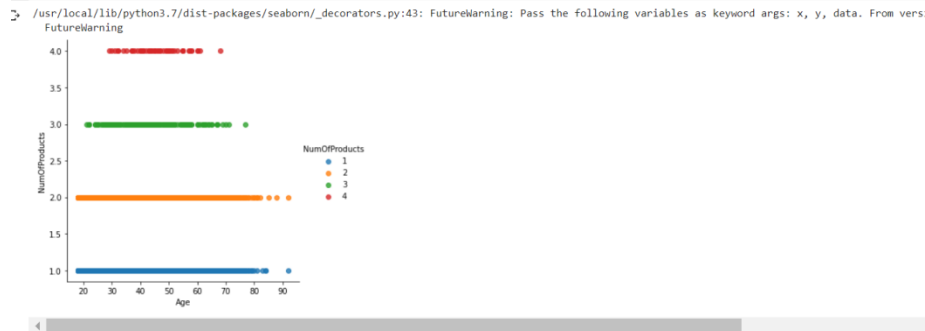 /usr/local/lib/python3.7/dist-packages/seaborn/_decorators.py:43: FutureWarning: Pass the following variables as keyword args: x, y, data. From vers
FutureWarning
4.0
3.5
3.0
2.5
2.0
1.5
1.0
NumOfProducts
20 30 40 50 60 70 80 90
Age
NumOfProducts
1
2
3
4